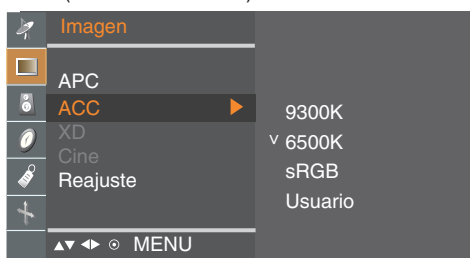 Imagen
APC
ACC
XD
Cine
Reajuste
9300K
v 6500K
sRGB
Usuario
MENU